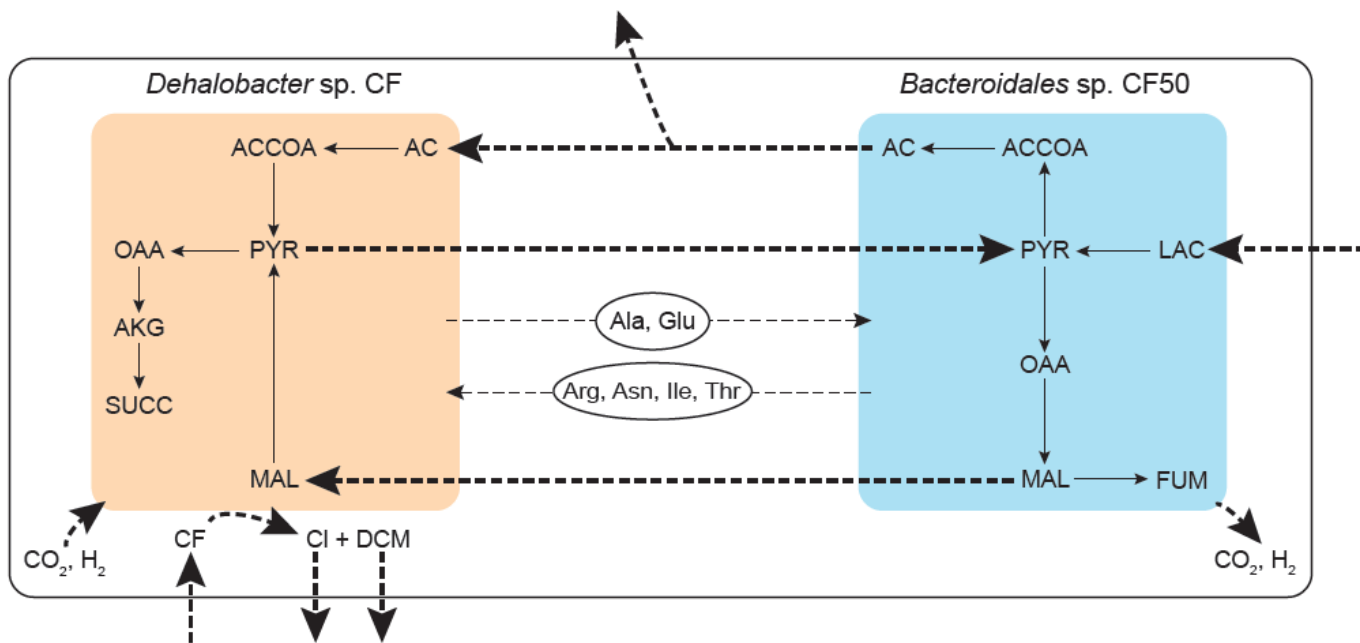 Dehalobacter sp. CF
Bacteroidales sp. CF50
ACCOA
AC
AC
ACCOA
OAA
PYR
PYR
LAC
AKG
Ala, Glu
OAA
SUCC
Arg, Asn, Ile, Thr
MAL
MAL
FUM
CO₂, H₂
CF
Cl + DCM
CO₂, H₂